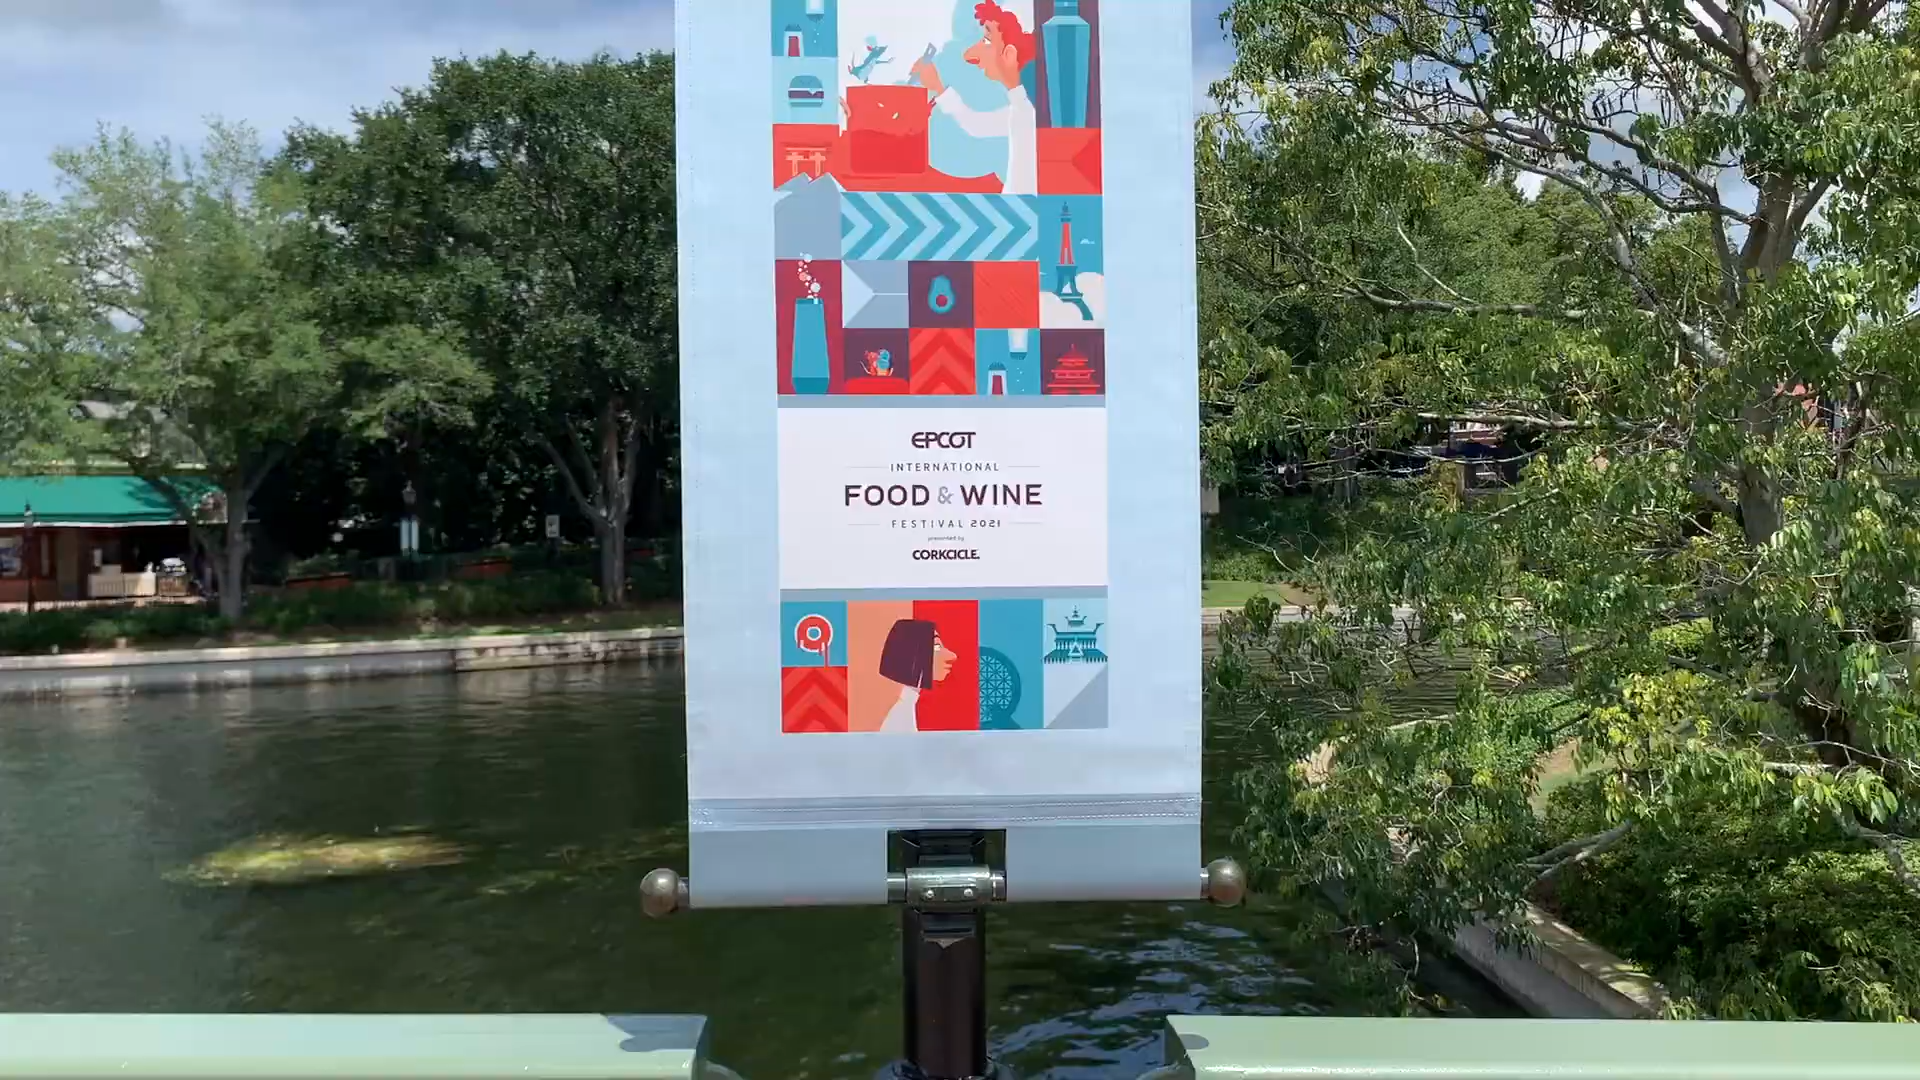 EPCOT
INTERNATIONAL
FOOD & WINE
FESTIVAL 2021
presented by
CORKCICLE.